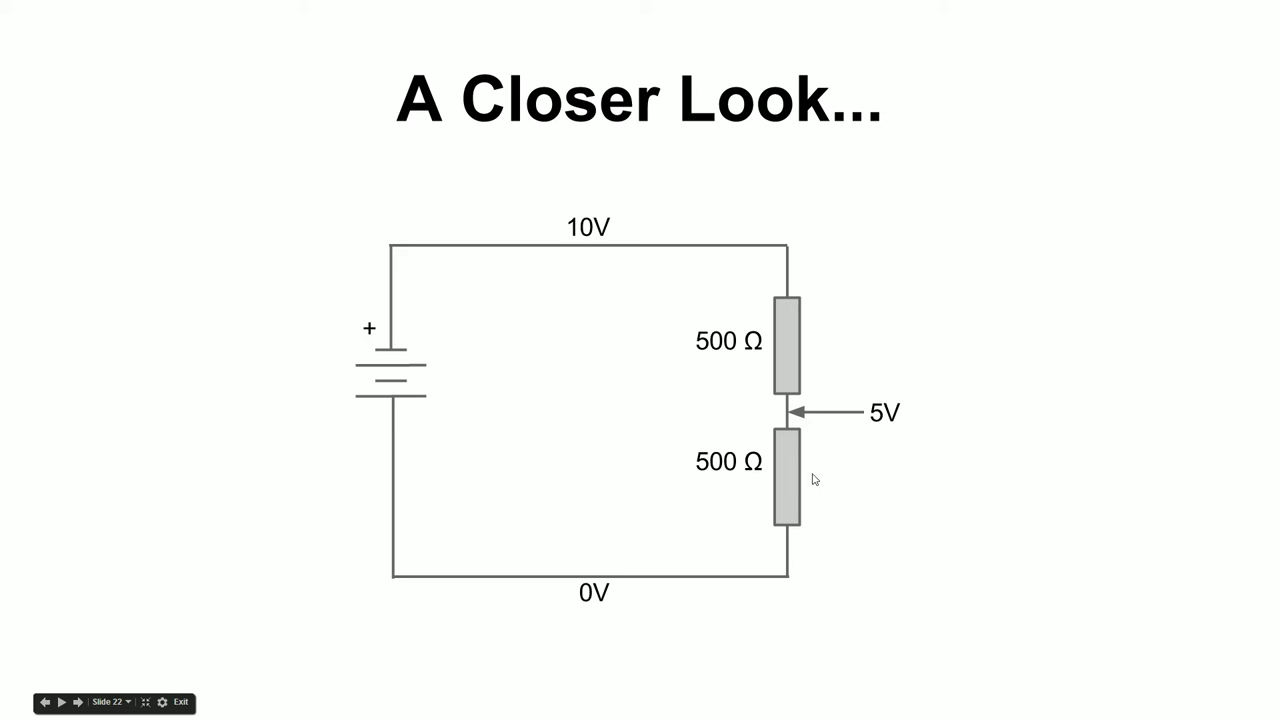 A Closer Look...
10V
+
500 Ω
5V
500 Ω
0V
Slide 22
Exit